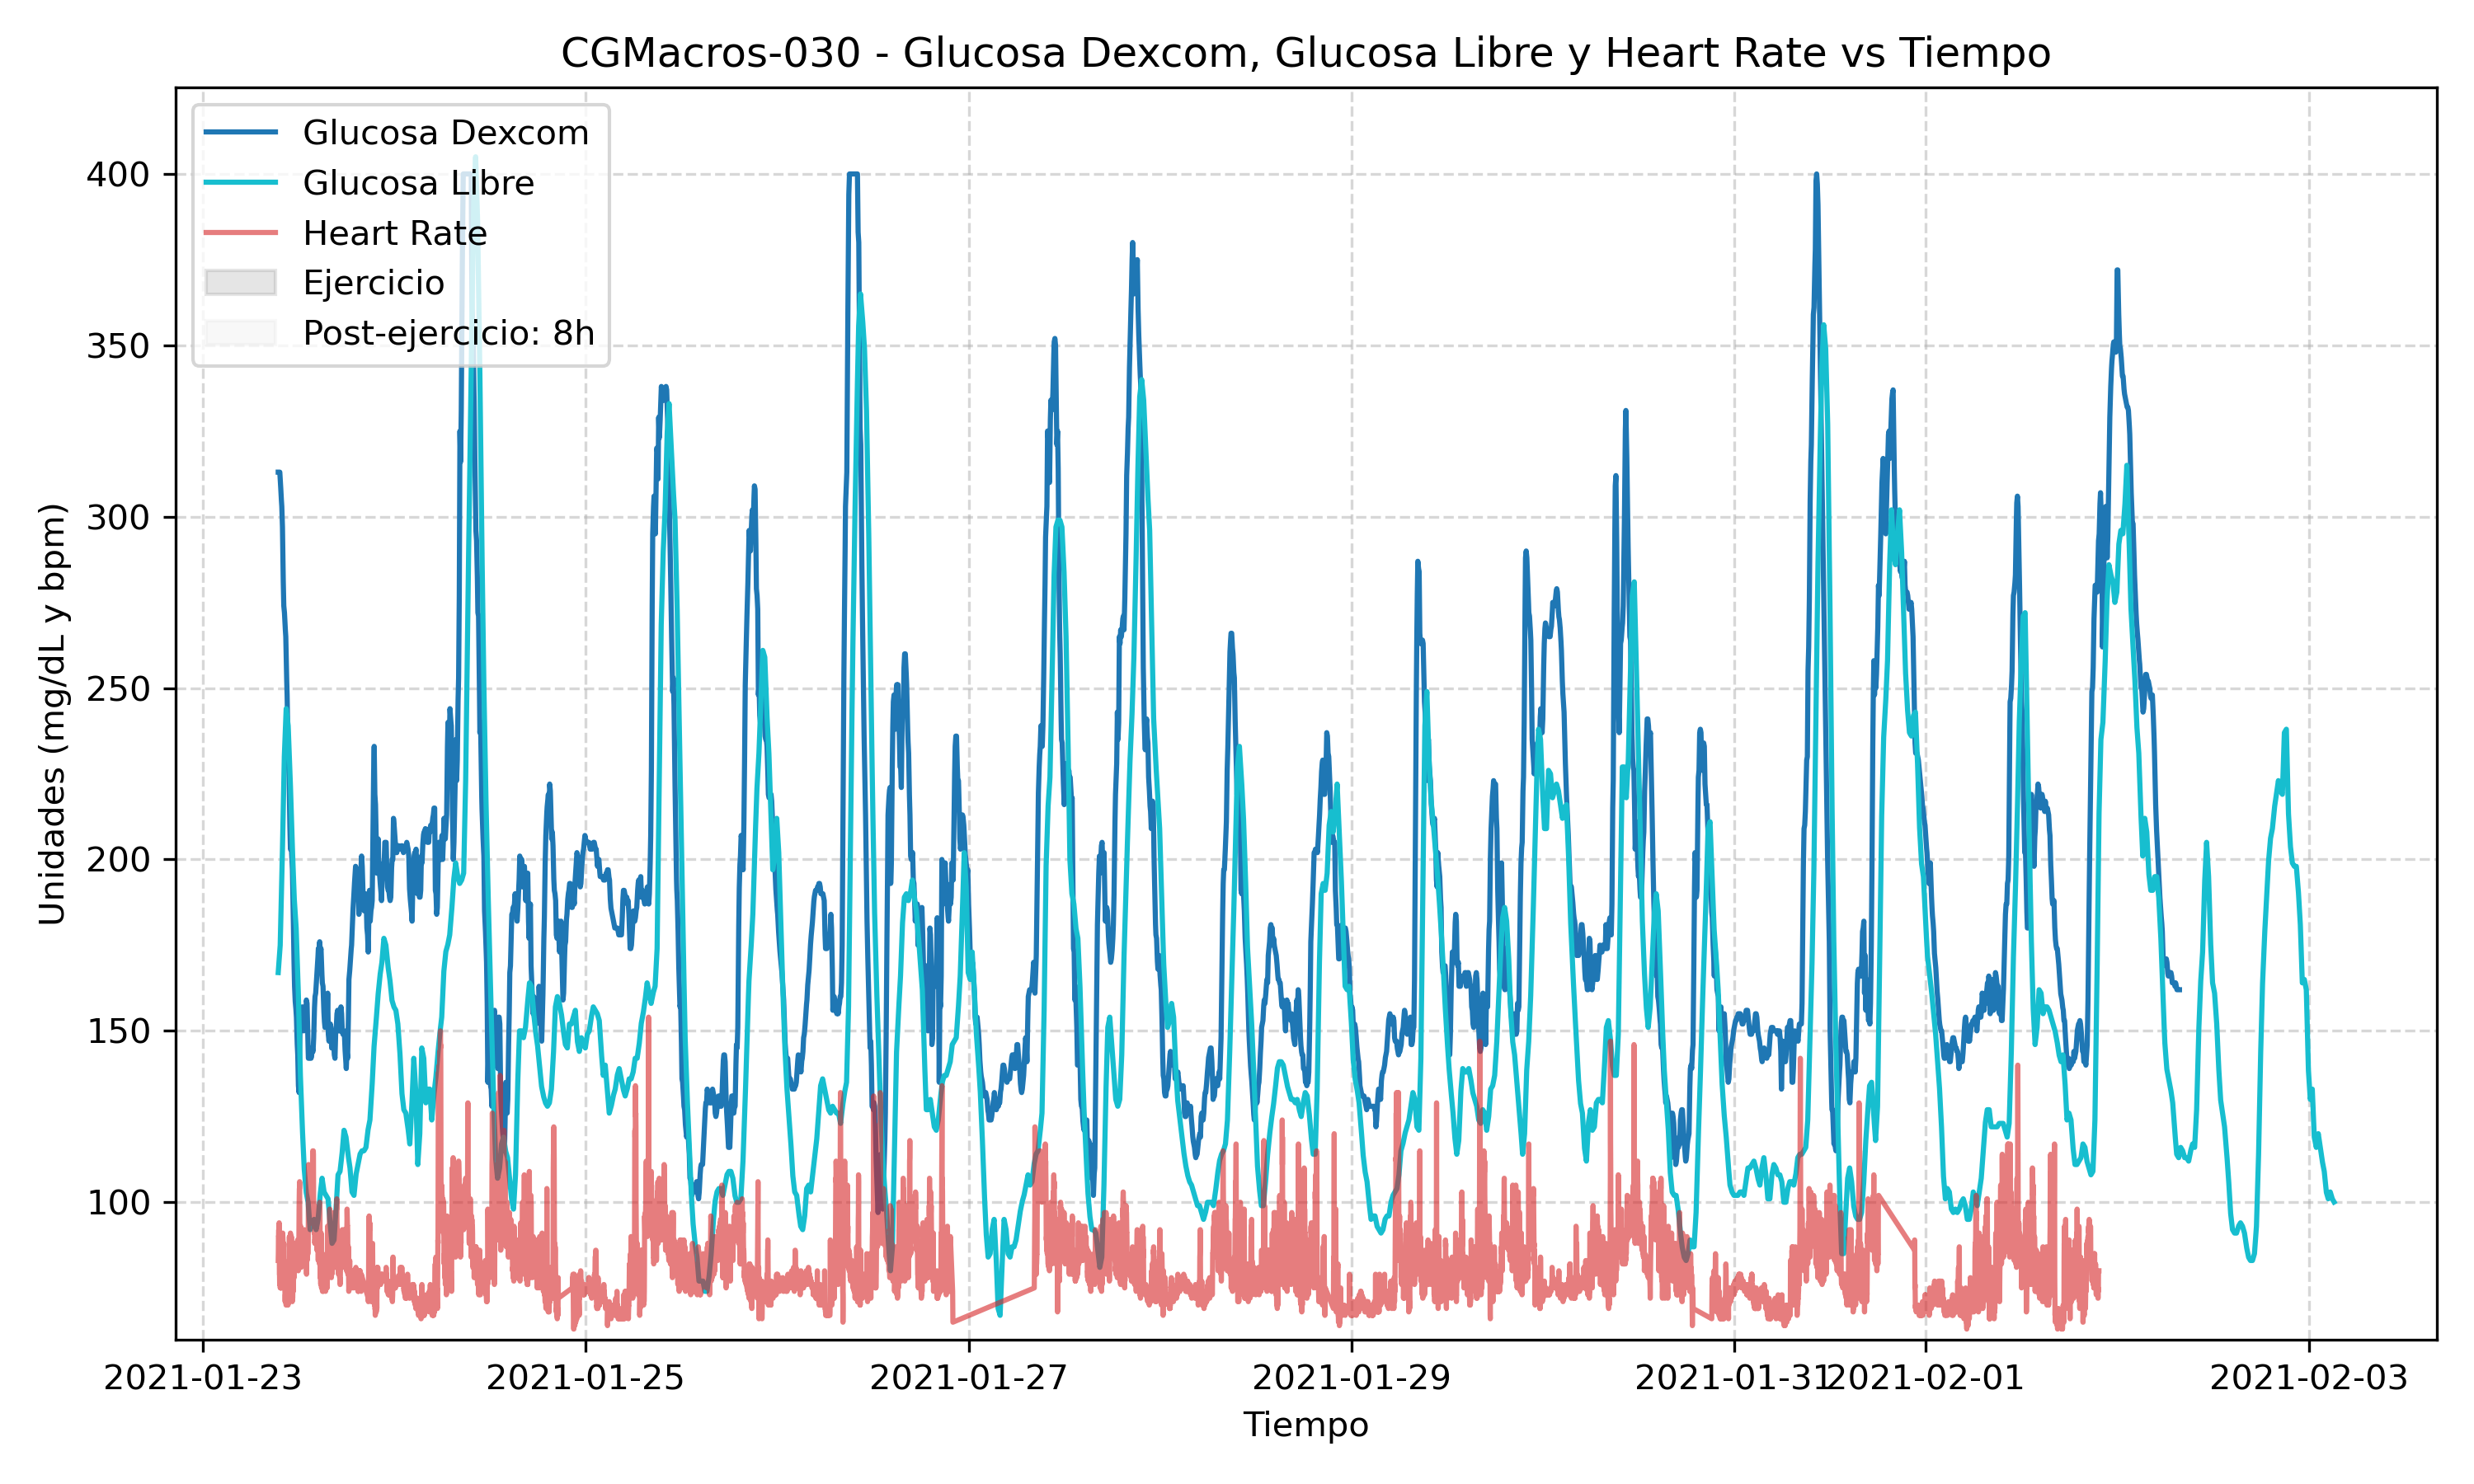 CGMacros-030 - Glucosa Dexcom, Glucosa Libre y Heart Rate vs Tiempo
Glucosa Dexcom
Glucosa Libre
Heart Rate
Ejercicio
Post-ejercicio: 8h
Unidades (mg/dL y bpm)
400
350
300
250
200
150
100
2021-01-23
2021-01-25
2021-01-27
2021-01-29
2021-01-31
2021-02-01
2021-02-03
Tiempo